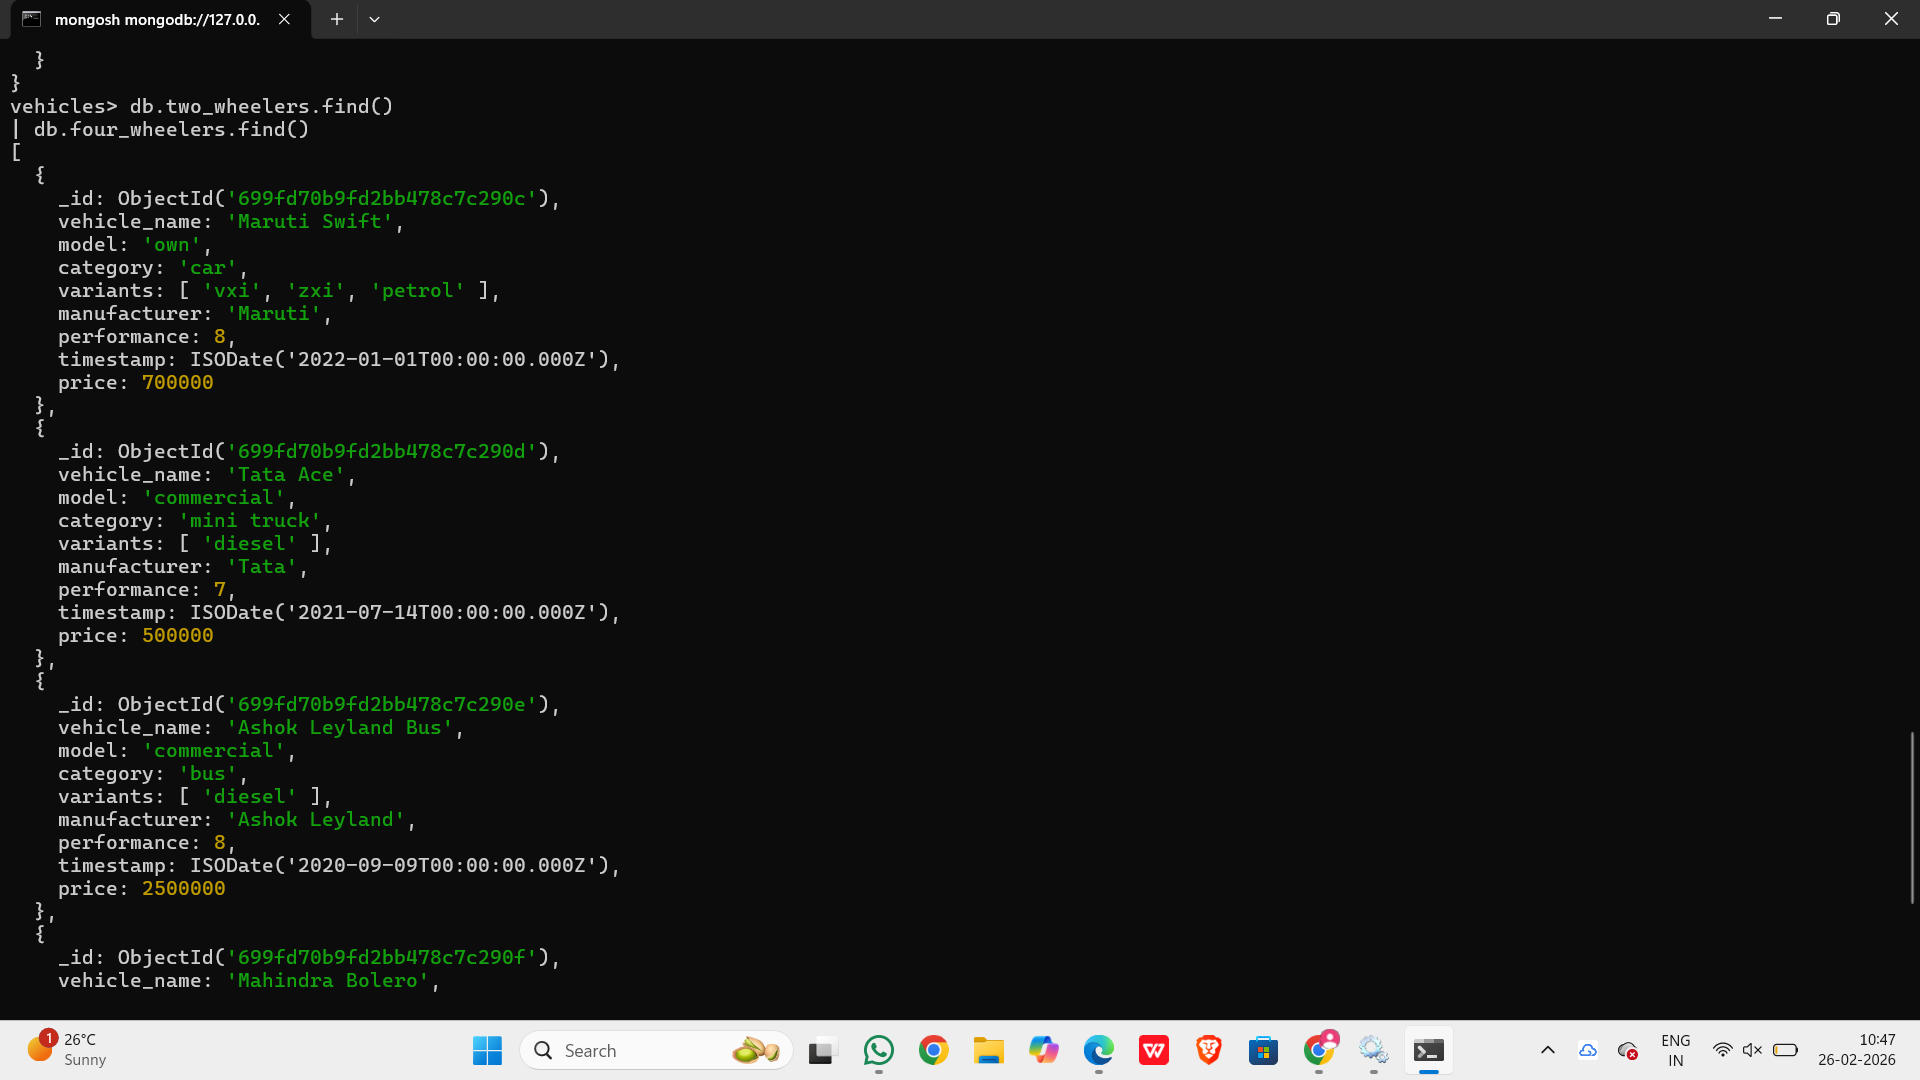 mongosh mongodb://127.0.0.
}
}
vehicles> db.two_wheelers.find()
| db.four_wheelers.find()
[
{
_id: ObjectId('699fd70b9fd2bb478c7c290c'),
vehicle_name: 'Maruti Swift',
model: 'own',
category: 'car',
variants: [ 'vxi', 'zxi', 'petrol' ],
manufacturer: 'Maruti',
performance: 8,
timestamp: ISODate('2022-01-01T00:00:00.000Z'),
price: 700000
},
{
_id: ObjectId('699fd70b9fd2bb478c7c290d'),
vehicle_name: 'Tata Ace',
model: 'commercial',
category: 'mini truck',
variants: [ 'diesel' ],
manufacturer: 'Tata',
performance: 7,
timestamp: ISODate('2021-07-14T00:00:00.000Z'),
price: 500000
},
{
_id: ObjectId('699fd70b9fd2bb478c7c290e'),
vehicle_name: 'Ashok Leyland Bus',
model: 'commercial',
category: 'bus',
variants: [ 'diesel' ],
manufacturer: 'Ashok Leyland',
performance: 8,
timestamp: ISODate('2020-09-09T00:00:00.000Z'),
price: 2500000
},
{
_id: ObjectId('699fd70b9fd2bb478c7c290f'),
vehicle_name: 'Mahindra Bolero',
1
26°C
Sunny
Search
W
ENG
IN
10:47
26-02-2026